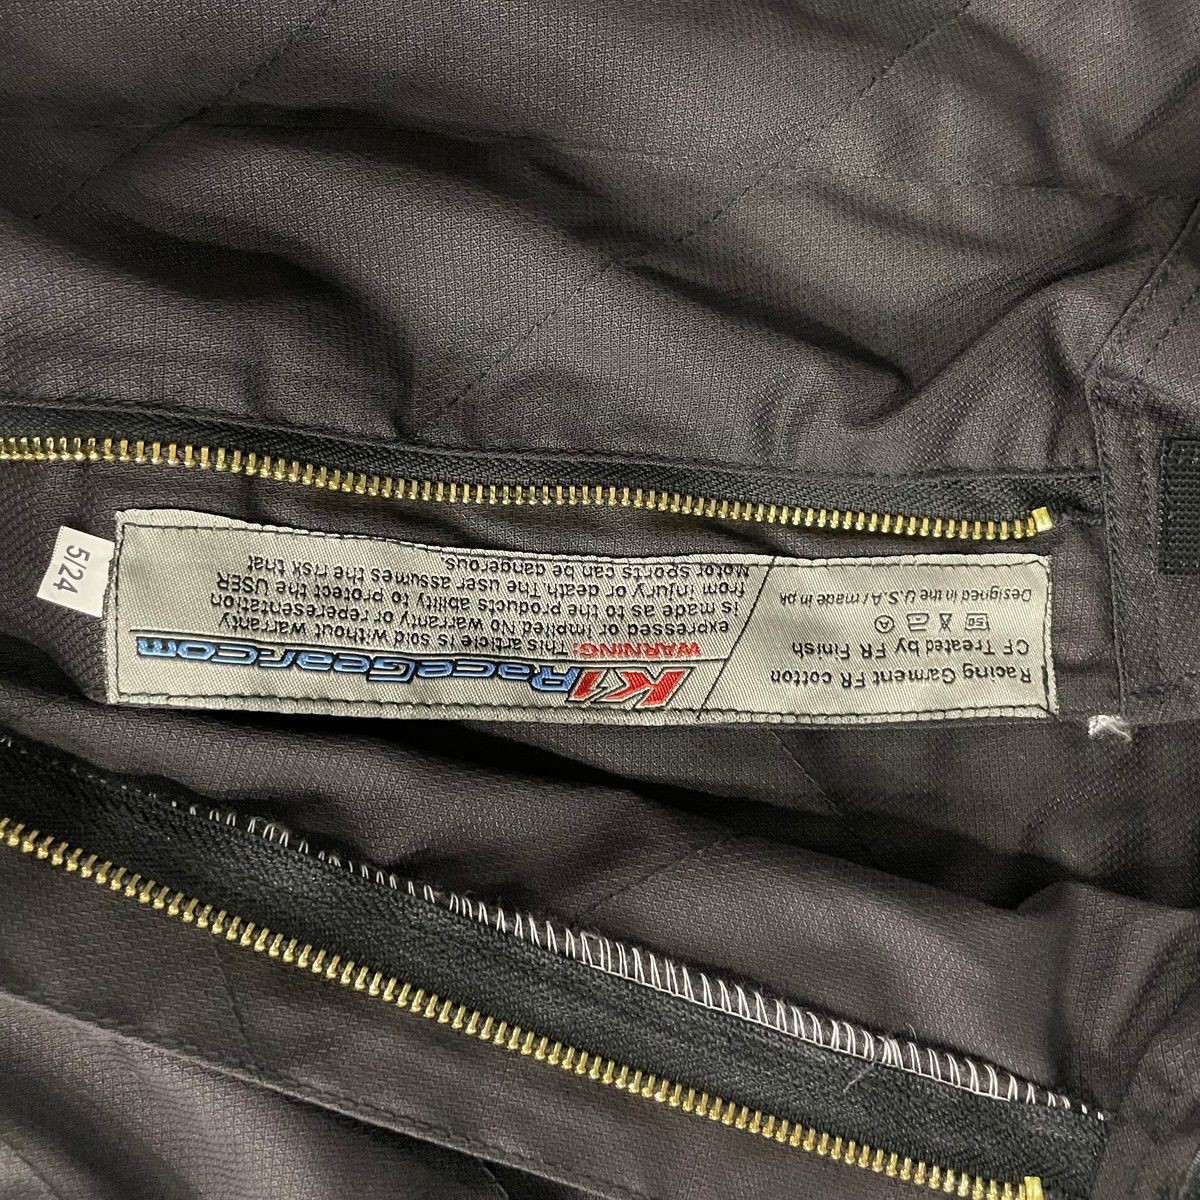 Racing Garment FR cotton
CF Treated by FR Finish
Designed in the U.S.A/ made in pk
K1RaceGear.com
WARNING: This article is sold without warranty
expressed or implied No warranty or representation
is made as to the products ability to protect the USER
from injury or death The user assumes the risk that
Motor sports can be dangerous
5/24